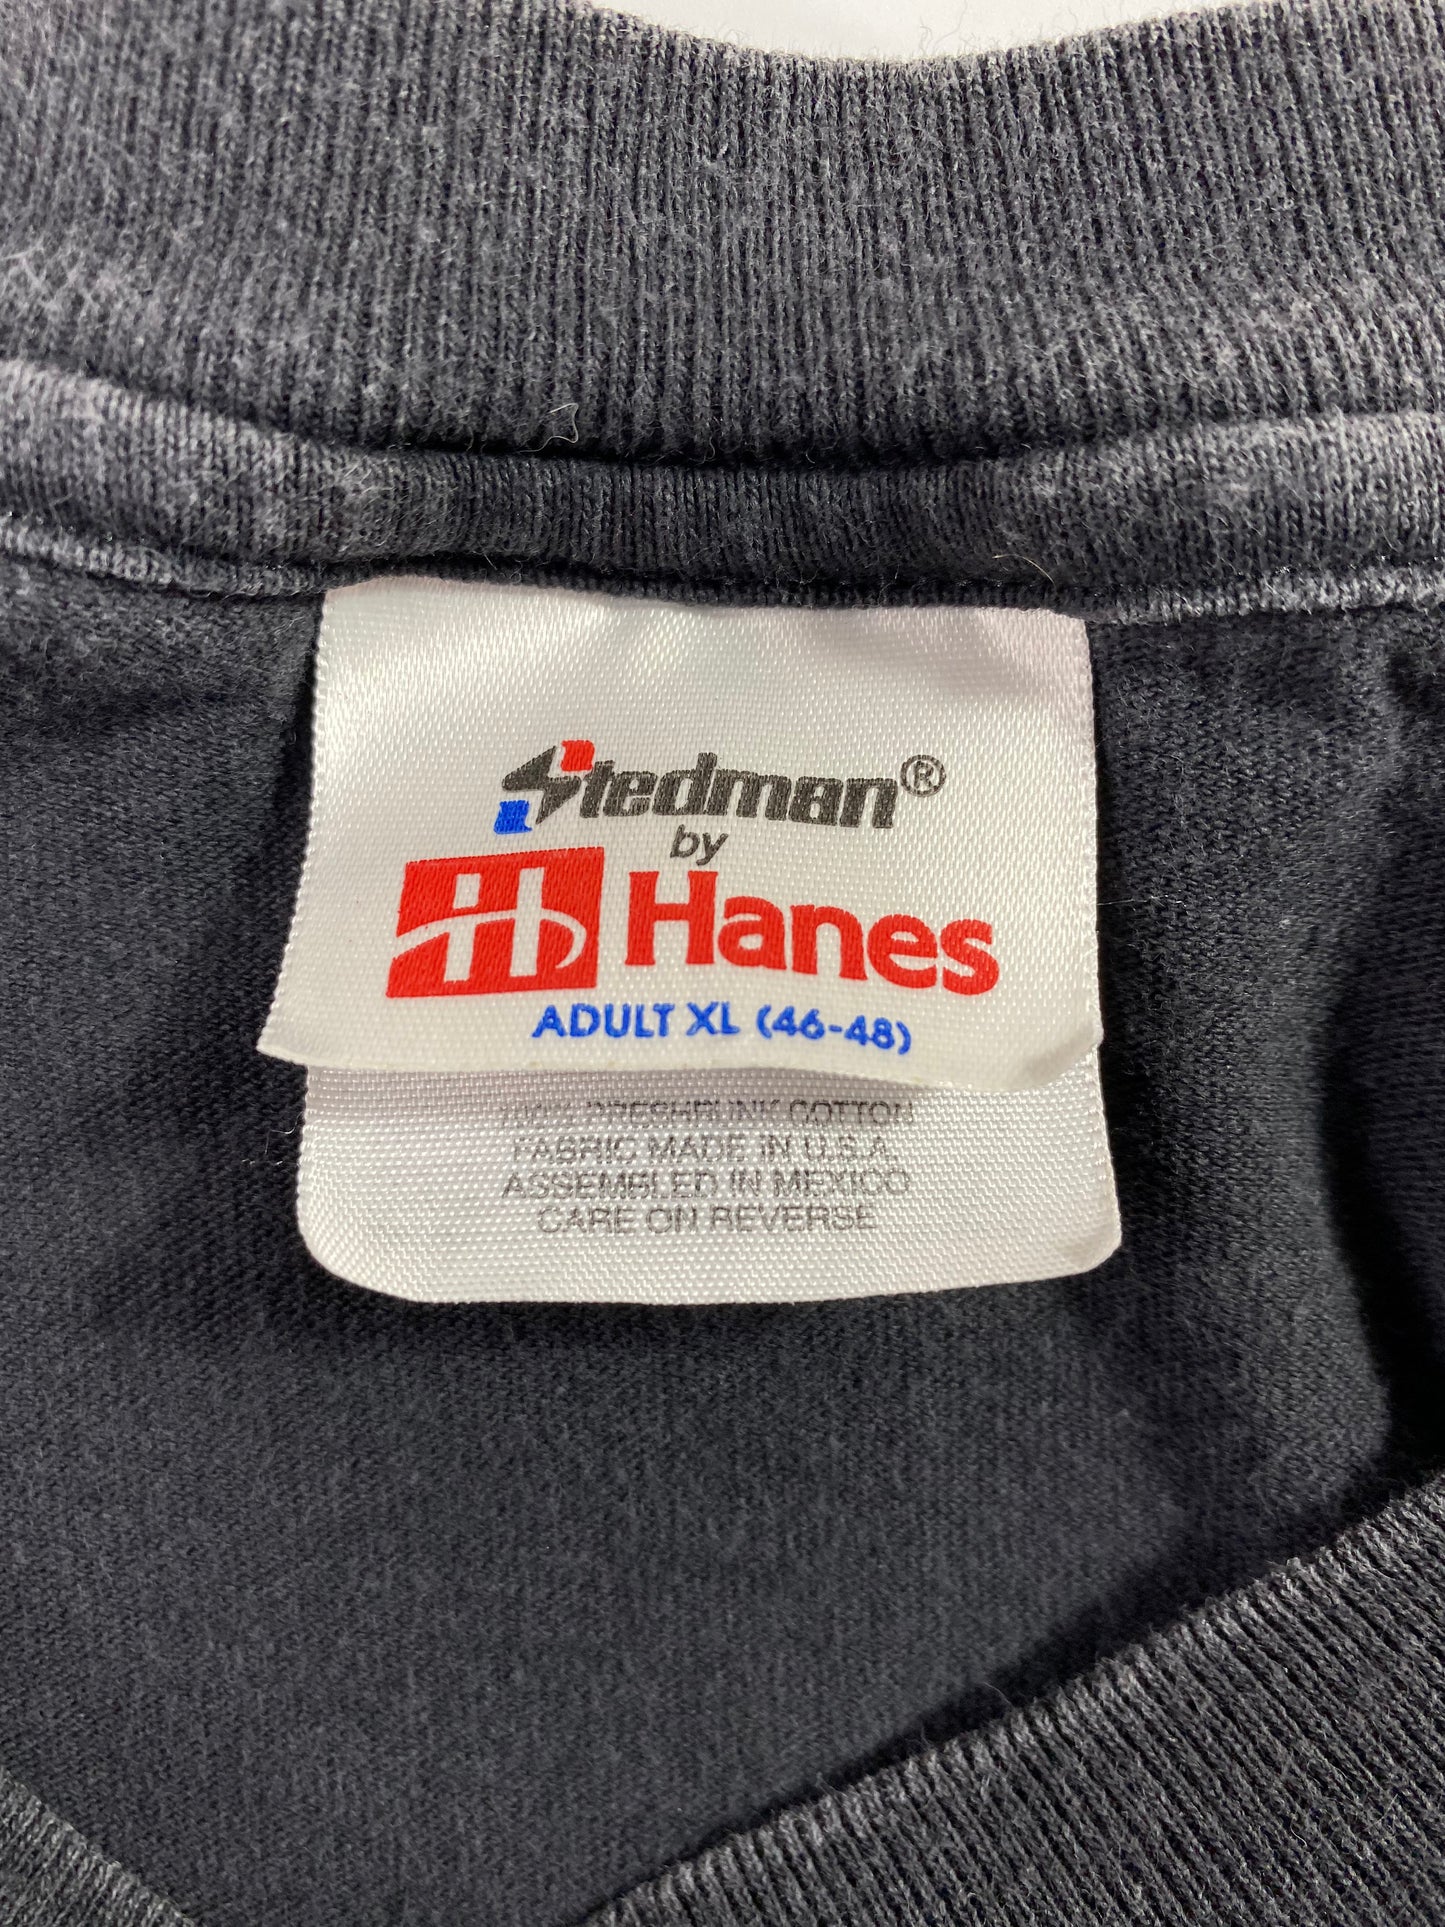 Stedman®
by
Hanes
ADULT XL (46-48)
100% PRESHRUNK COTTON
FABRIC MADE IN U.S.A.
ASSEMBLED IN MEXICO
CARE ON REVERSE